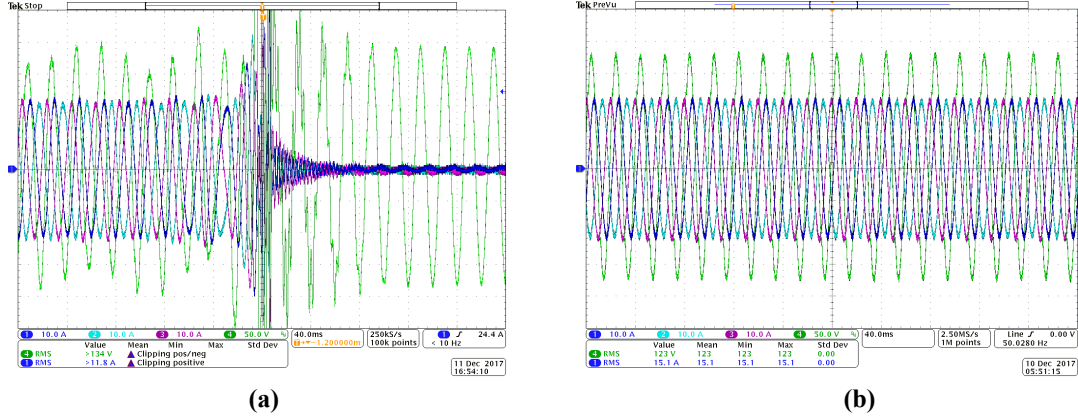 Tek Stop
T
1
1 10.0 A 2 10.0 A 3 10.0 A 4 50.0 V
40.0ms
T→▼−1.200000m
250kS/s
100k points
1 ∫ 24.4 A
< 10 Hz
Value Mean Min Max Std Dev
4 RMS >134 V Clipping pos/neg
1 RMS >11.8 A Clipping positive
11 Dec 2017
16:54:10
(a)
Tek PreVu
1
1 10.0 A 2 10.0 A 3 10.0 A 4 50.0 V
40.0ms
2.50MS/s
1M points
Line ∫ 0.00 V
50.0280 Hz
Value Mean Min Max Std Dev
4 RMS 123 V 123 123 123 0.00
1 RMS 15.1 A 15.1 15.1 15.1 0.00
10 Dec 2017
05:51:15
(b)